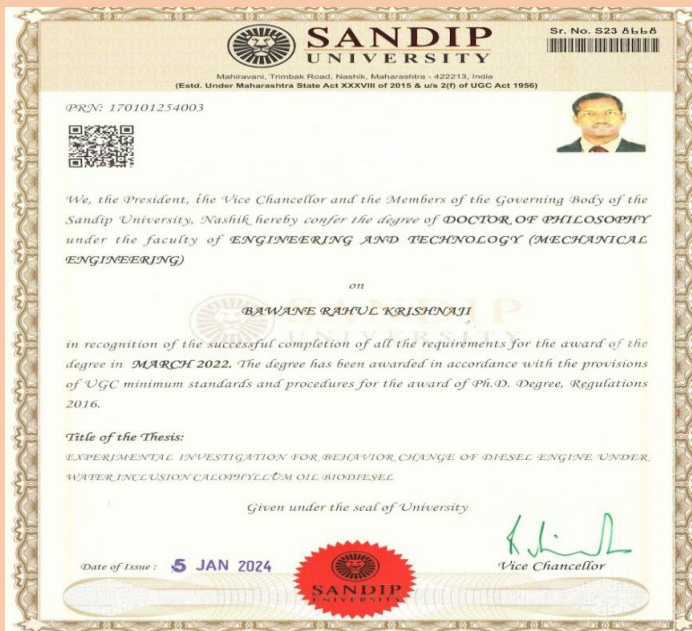 SANDIP
UNIVERSITY
Sr. No. S23 8668
Mahiravani, Trimbak Road, Nashik, Maharashtra - 422213, India
(Estd. Under Maharashtra State Act XXXVIII of 2015 & u/s 2(f) of UGC Act 1956)
PRN: 170101254003
We, the President, the Vice Chancellor and the Members of the Governing Body of the
Sandip University, Nashik hereby confer the degree of DOCTOR OF PHILOSOPHY
under the faculty of ENGINEERING AND TECHNOLOGY (MECHANICAL
ENGINEERING)
on
SANDIP
UNIVERSITY
BAWANE RAHUL KRISHNAJI
in recognition of the successful completion of all the requirements for the award of the
degree in MARCH 2022. The degree has been awarded in accordance with the provisions
of UGC minimum standards and procedures for the award of Ph.D. Degree, Regulations
2016.
Title of the Thesis:
EXPERIMENTAL INVESTIGATION FOR BEHAVIOR CHANGE OF DIESEL ENGINE UNDER
WATER INCLUSION CALOPHYLLUM OIL BIODIESEL
Given under the seal of University
Date of Issue : 5 JAN 2024
SANDIP
UNIVERSITY
Vice Chancellor